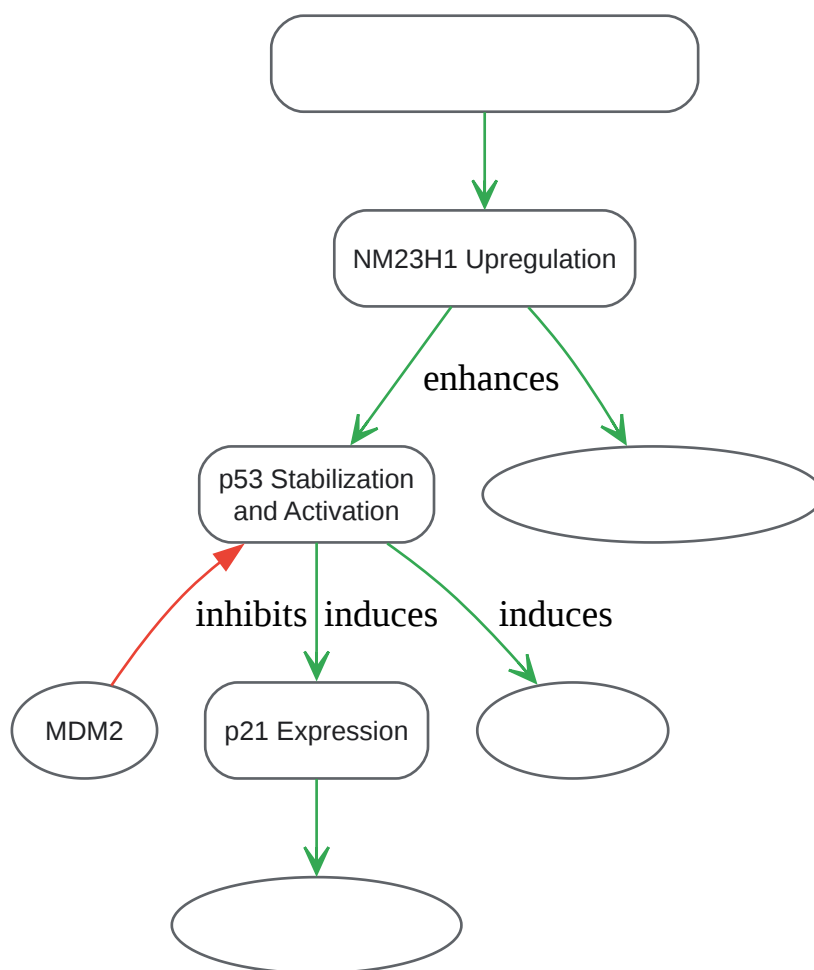 NM23H1 Upregulation
enhances
p53 Stabilization
and Activation
inhibits
induces
induces
MDM2
p21 Expression